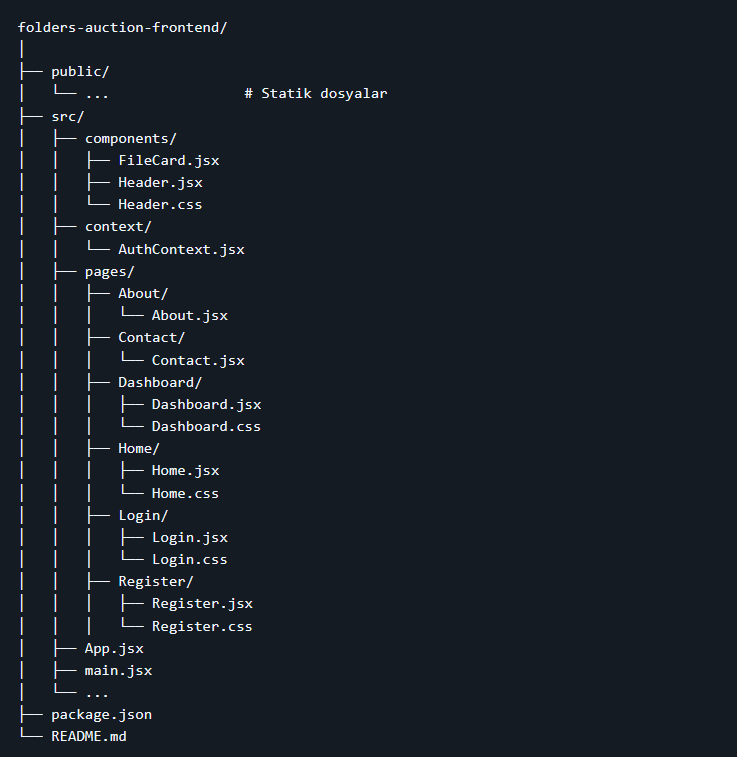 folders-auction-frontend/
│
├── public/
│   └── ...                # Statik dosyalar
├── src/
│   ├── components/
│   │   ├── FileCard.jsx
│   │   ├── Header.jsx
│   │   └── Header.css
│   ├── context/
│   │   └── AuthContext.jsx
│   ├── pages/
│   │   ├── About/
│   │   │   └── About.jsx
│   │   ├── Contact/
│   │   │   └── Contact.jsx
│   │   ├── Dashboard/
│   │   │   ├── Dashboard.jsx
│   │   │   └── Dashboard.css
│   │   ├── Home/
│   │   │   ├── Home.jsx
│   │   │   └── Home.css
│   │   ├── Login/
│   │   │   ├── Login.jsx
│   │   │   └── Login.css
│   │   ├── Register/
│   │   │   ├── Register.jsx
│   │   │   └── Register.css
│   ├── App.jsx
│   ├── main.jsx
│   └── ...
├── package.json
└── README.md